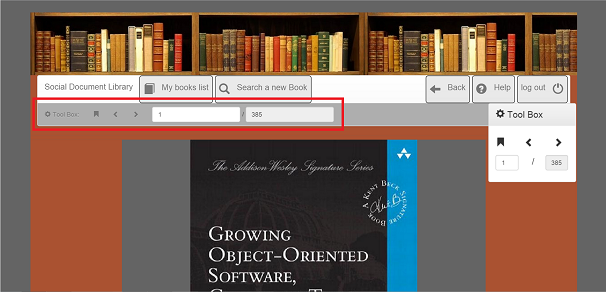 Social Document Library My books list Search a new Book Back Help log out
Tool Box: 1 / 385
Tool Box
1 / 385
The Addison Wesley Signature Series
A KENT BECK SIGNATURE BOOK
GROWING
OBJECT-ORIENTED
SOFTWARE,